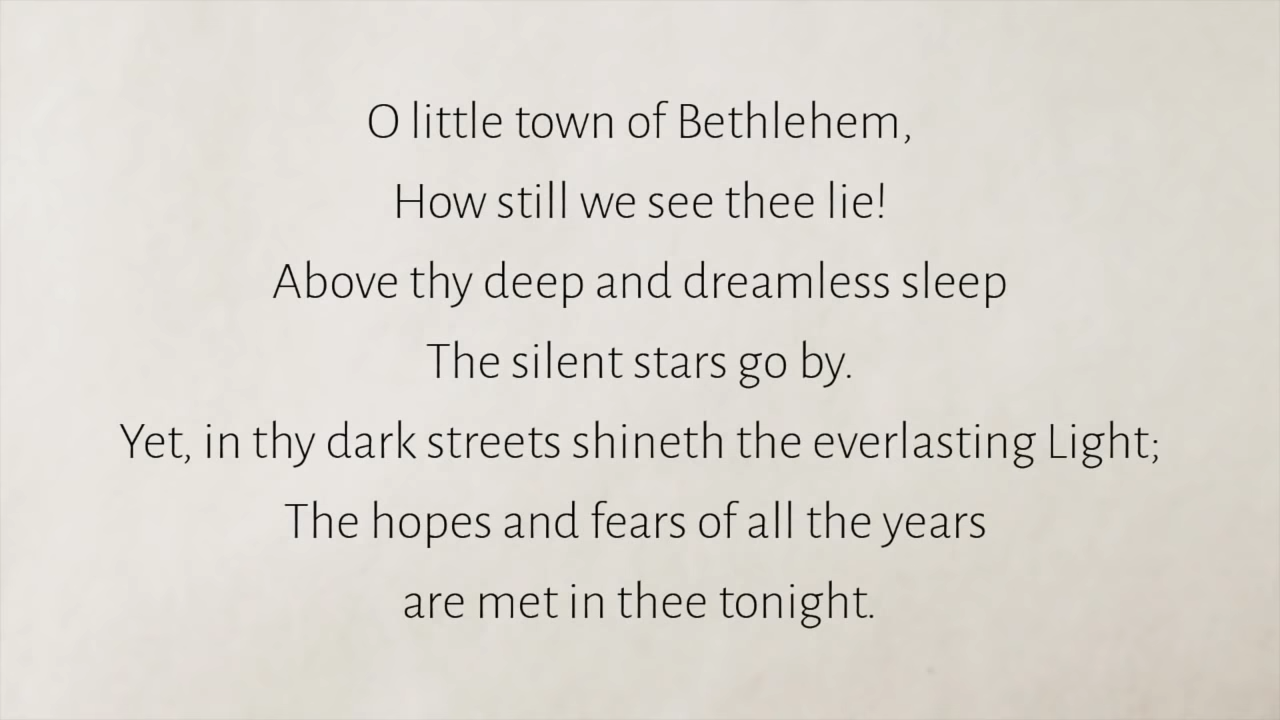 O little town of Bethlehem,
How still we see thee lie!
Above thy deep and dreamless sleep
The silent stars go by.
Yet, in thy dark streets shineth the everlasting Light;
The hopes and fears of all the years
are met in thee tonight.